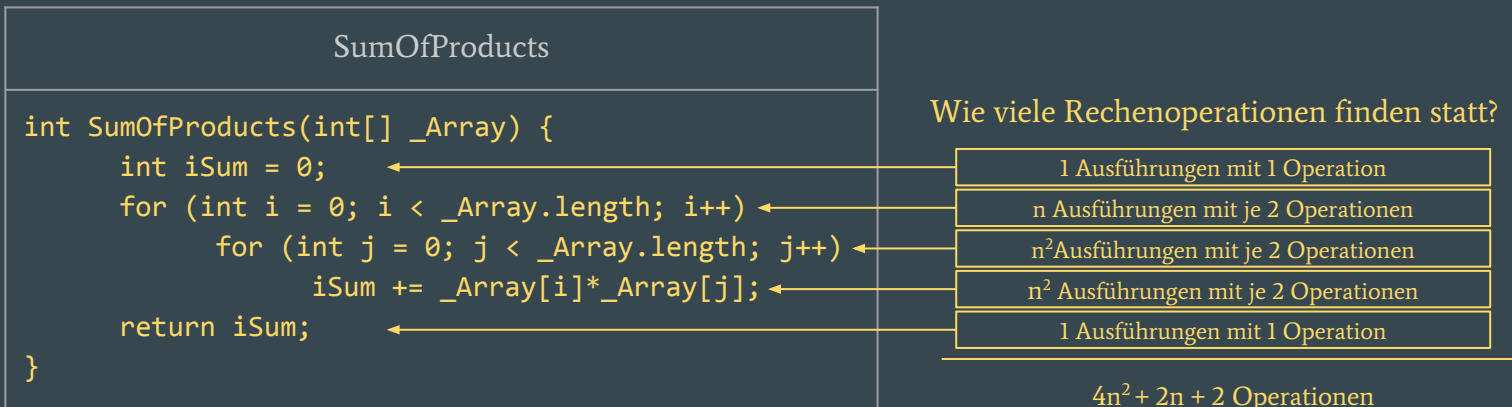 SumOfProducts
int SumOfProducts(int[] _Array) {
int iSum = 0;
for (int i = 0; i < _Array.length; i++)
for (int j = 0; j < _Array.length; j++)
iSum += _Array[i]*_Array[j];
return iSum;
}
Wie viele Rechenoperationen finden statt?
1 Ausführungen mit 1 Operation
n Ausführungen mit je 2 Operationen
n²Ausführungen mit je 2 Operationen
n² Ausführungen mit je 2 Operationen
1 Ausführungen mit 1 Operation
4n² + 2n + 2 Operationen